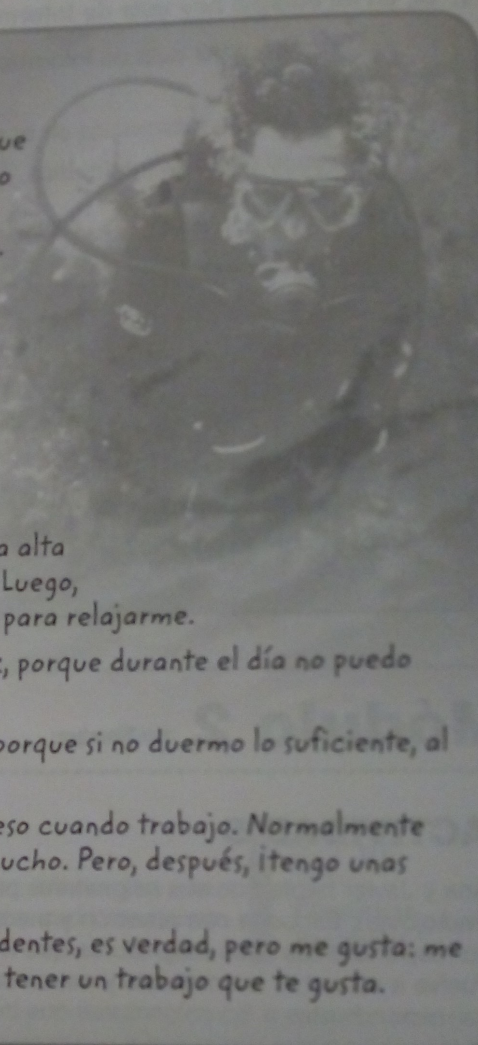 ue
o
a alta
Luego,
para relajarme.
, porque durante el día no puedo
porque si no duermo lo suficiente, al
eso cuando trabajo. Normalmente
ucho. Pero, después, ¡tengo unas
dentes, es verdad, pero me gusta: me
tener un trabajo que te gusta.